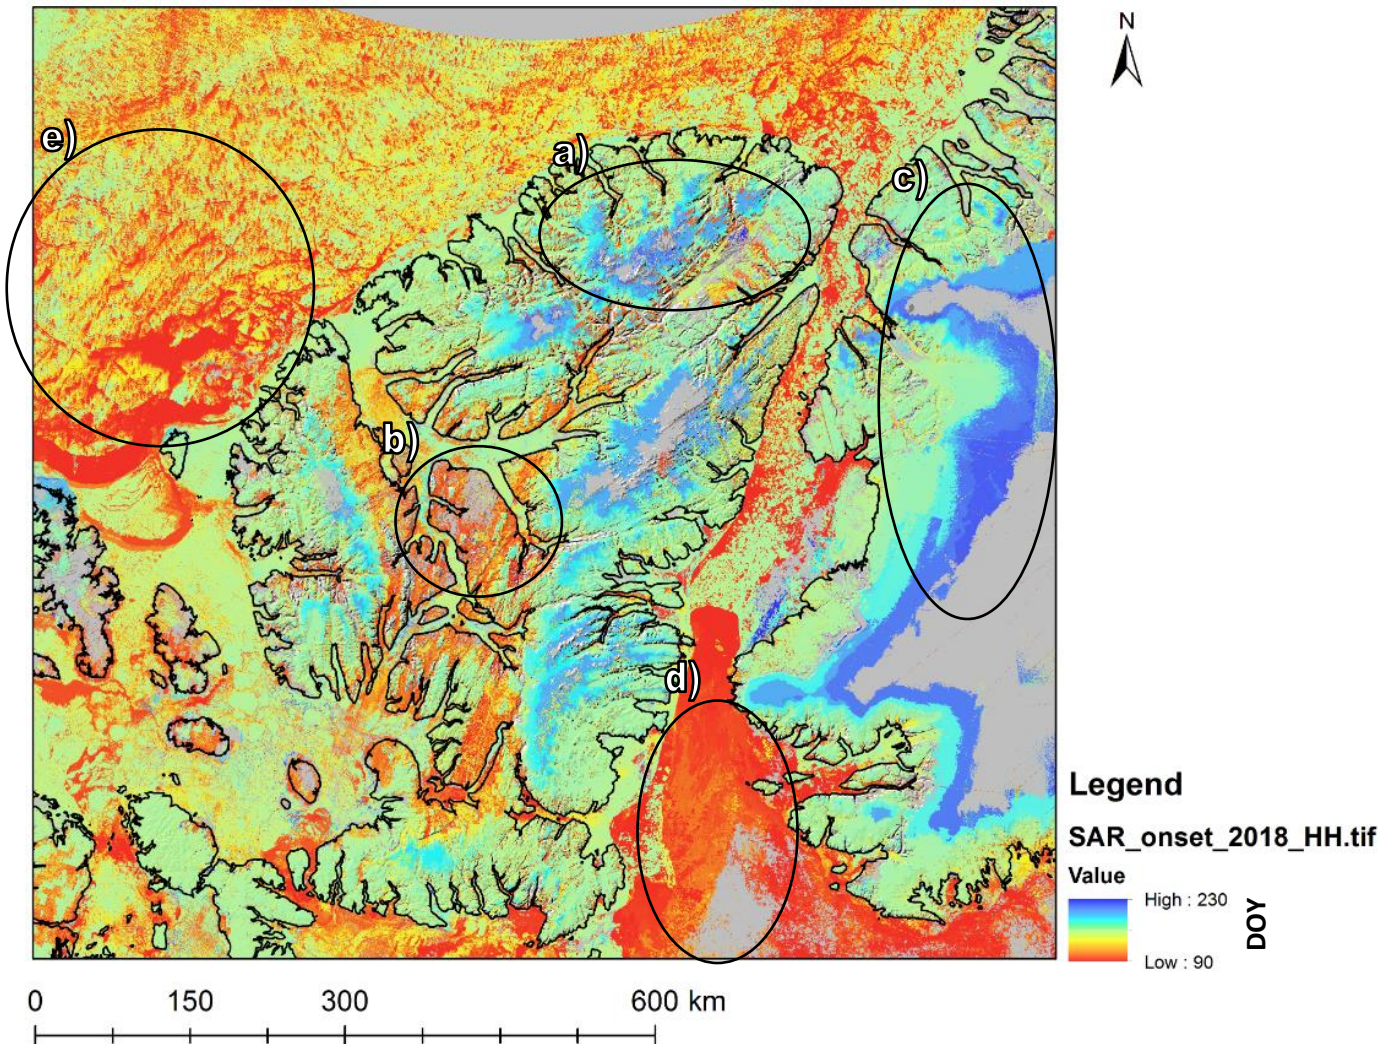 N
e)
a)
c)
b)
d)
Legend
SAR_onset_2018_HH.tif
Value
High : 230
Low : 90
DOY
0 150 300 600 km